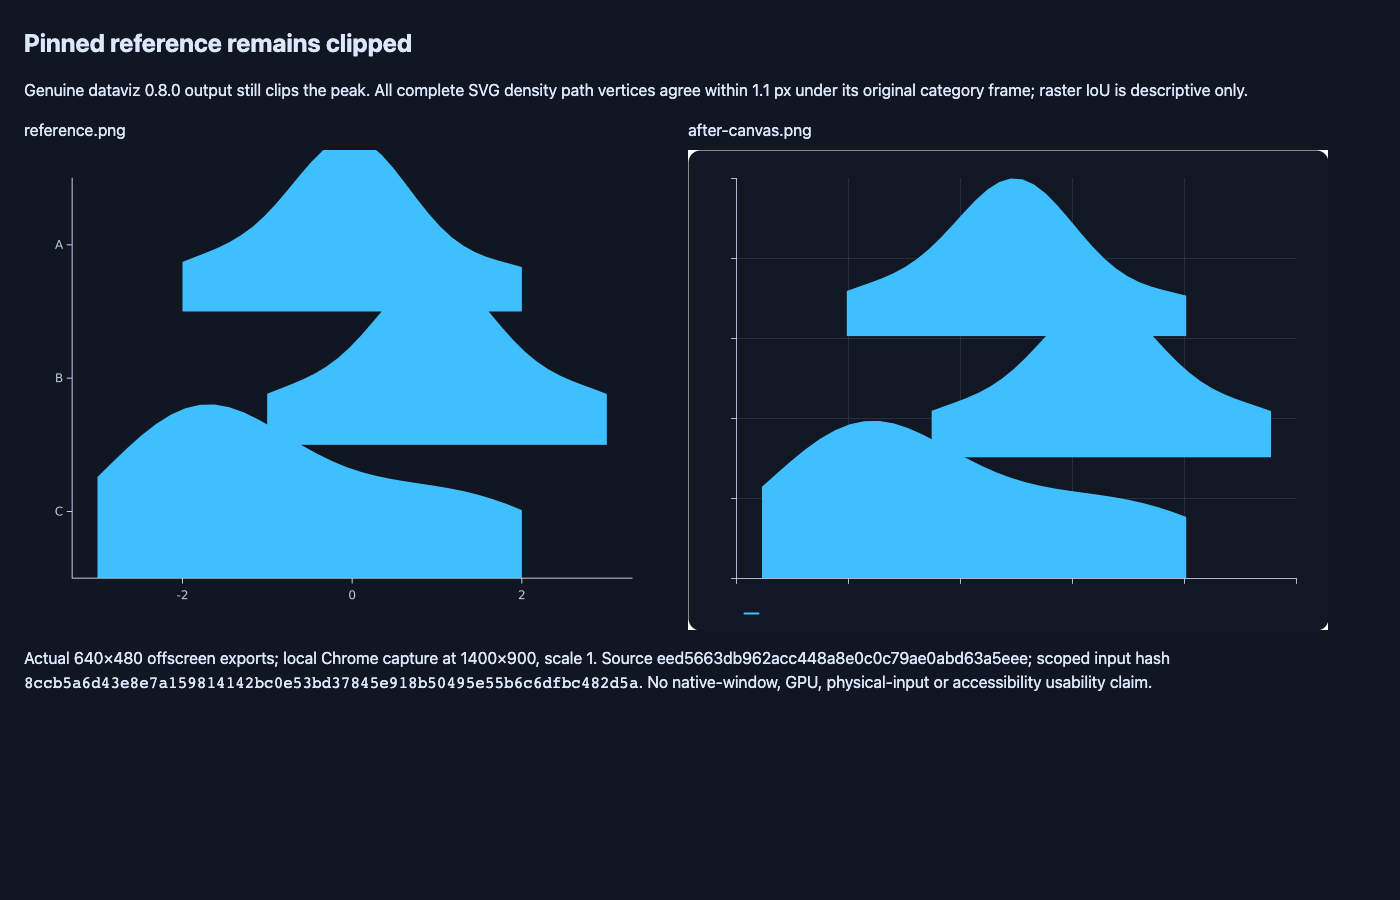 Pinned reference remains clipped
Genuine dataviz 0.8.0 output still clips the peak. All complete SVG density path vertices agree within 1.1 px under its original category frame; raster IoU is descriptive only.
reference.png
after-canvas.png
A
B
C
-2
0
2
Actual 640×480 offscreen exports; local Chrome capture at 1400×900, scale 1. Source eed5663db962acc448a8e0c0c79ae0abd63a5eee; scoped input hash
8ccb5a6d43e8e7a159814142bc0e53bd37845e918b50495e55b6c6dfbc482d5a. No native-window, GPU, physical-input or accessibility usability claim.